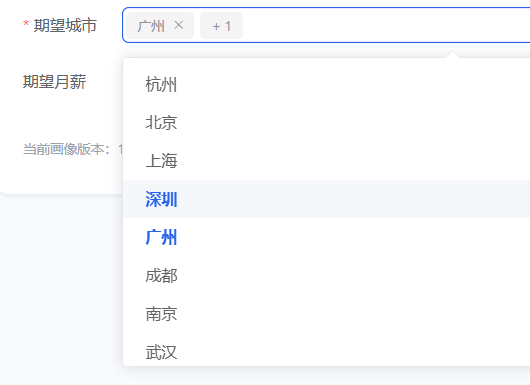 * 期望城市 广州 × + 1
杭州
期望月薪
北京
当前画像版本：1
上海
深圳
广州
成都
南京
武汉